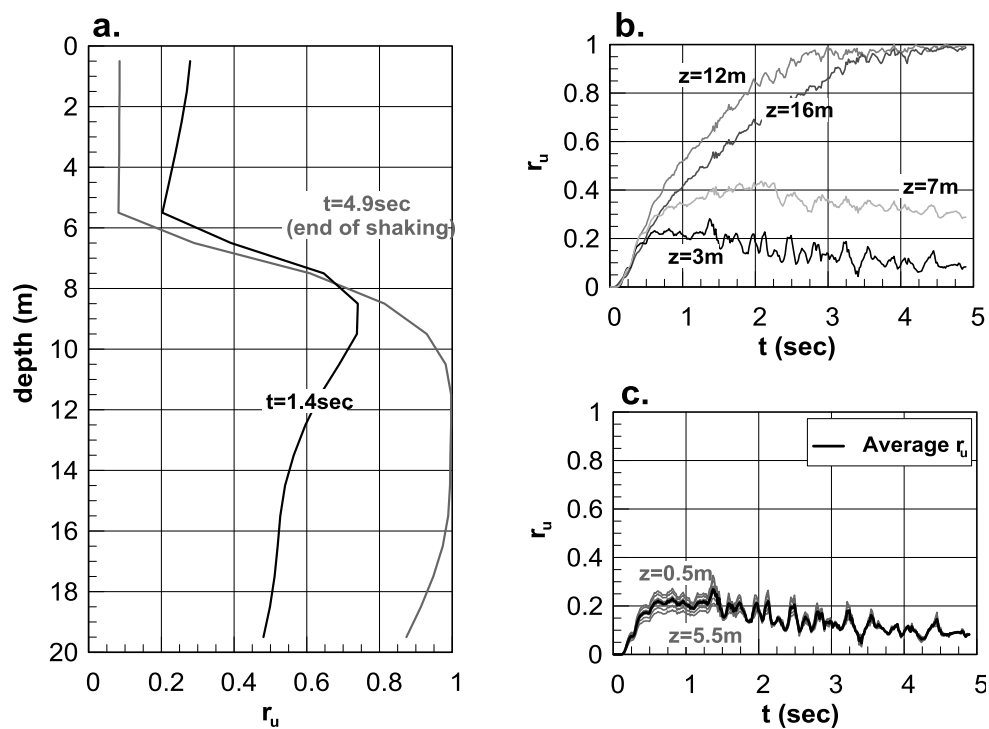 a.
0
2
4
6
8
10
12
14
16
18
20
depth (m)
t=4.9sec
(end of shaking)
t=1.4sec
0 0.2 0.4 0.6 0.8 1
ru
b.
1
0.8
0.6
0.4
0.2
0
ru
z=12m
z=16m
z=7m
z=3m
0 1 2 3 4 5
t (sec)
c.
1
0.8
0.6
0.4
0.2
0
ru
Average ru
z=0.5m
z=5.5m
0 1 2 3 4 5
t (sec)